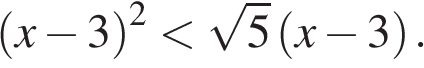 (x − 3)² < √5 (x − 3).